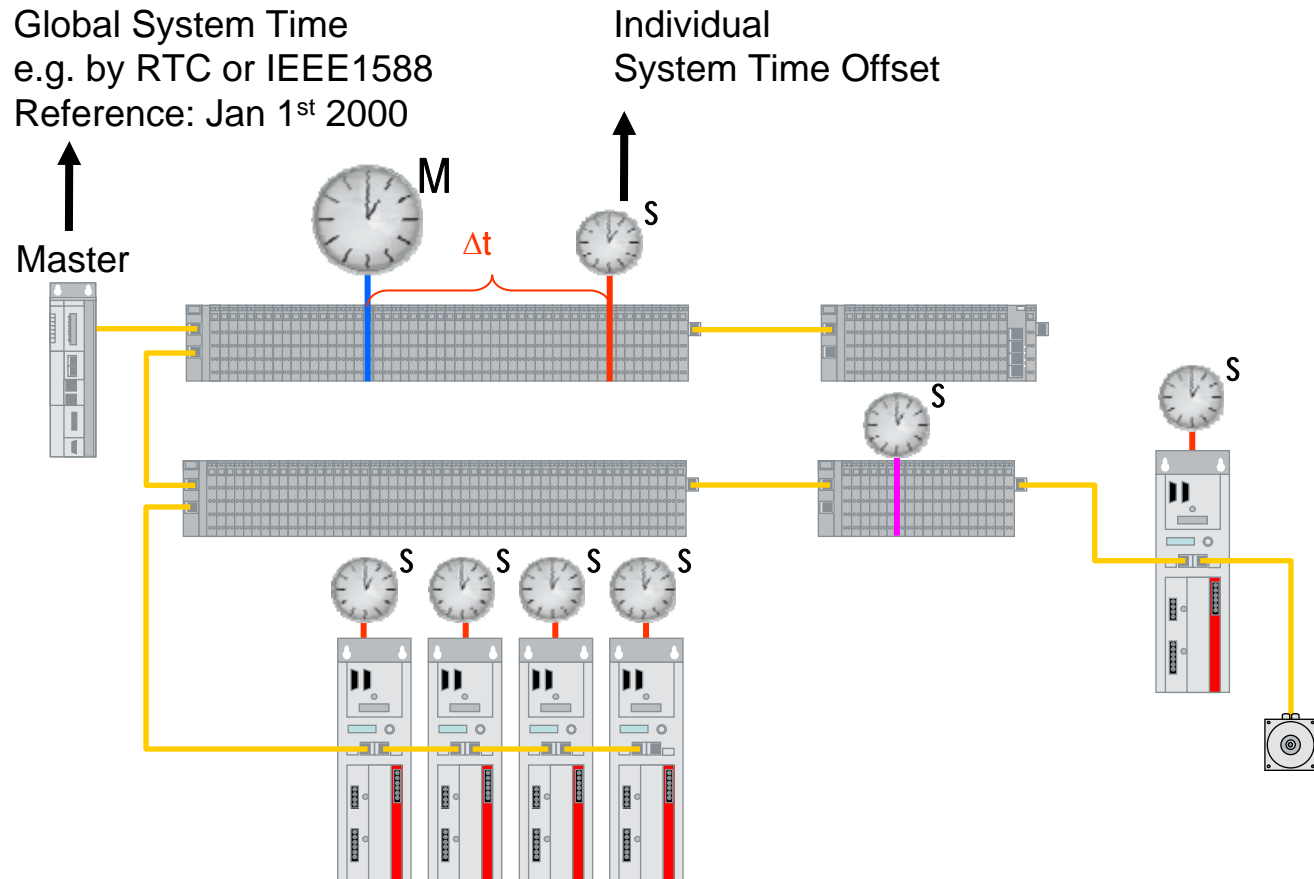 Global System Time
e.g. by RTC or IEEE1588
Reference: Jan 1st 2000
Individual
System Time Offset
M
S
Δt
Master
S
S
S
S
S
S